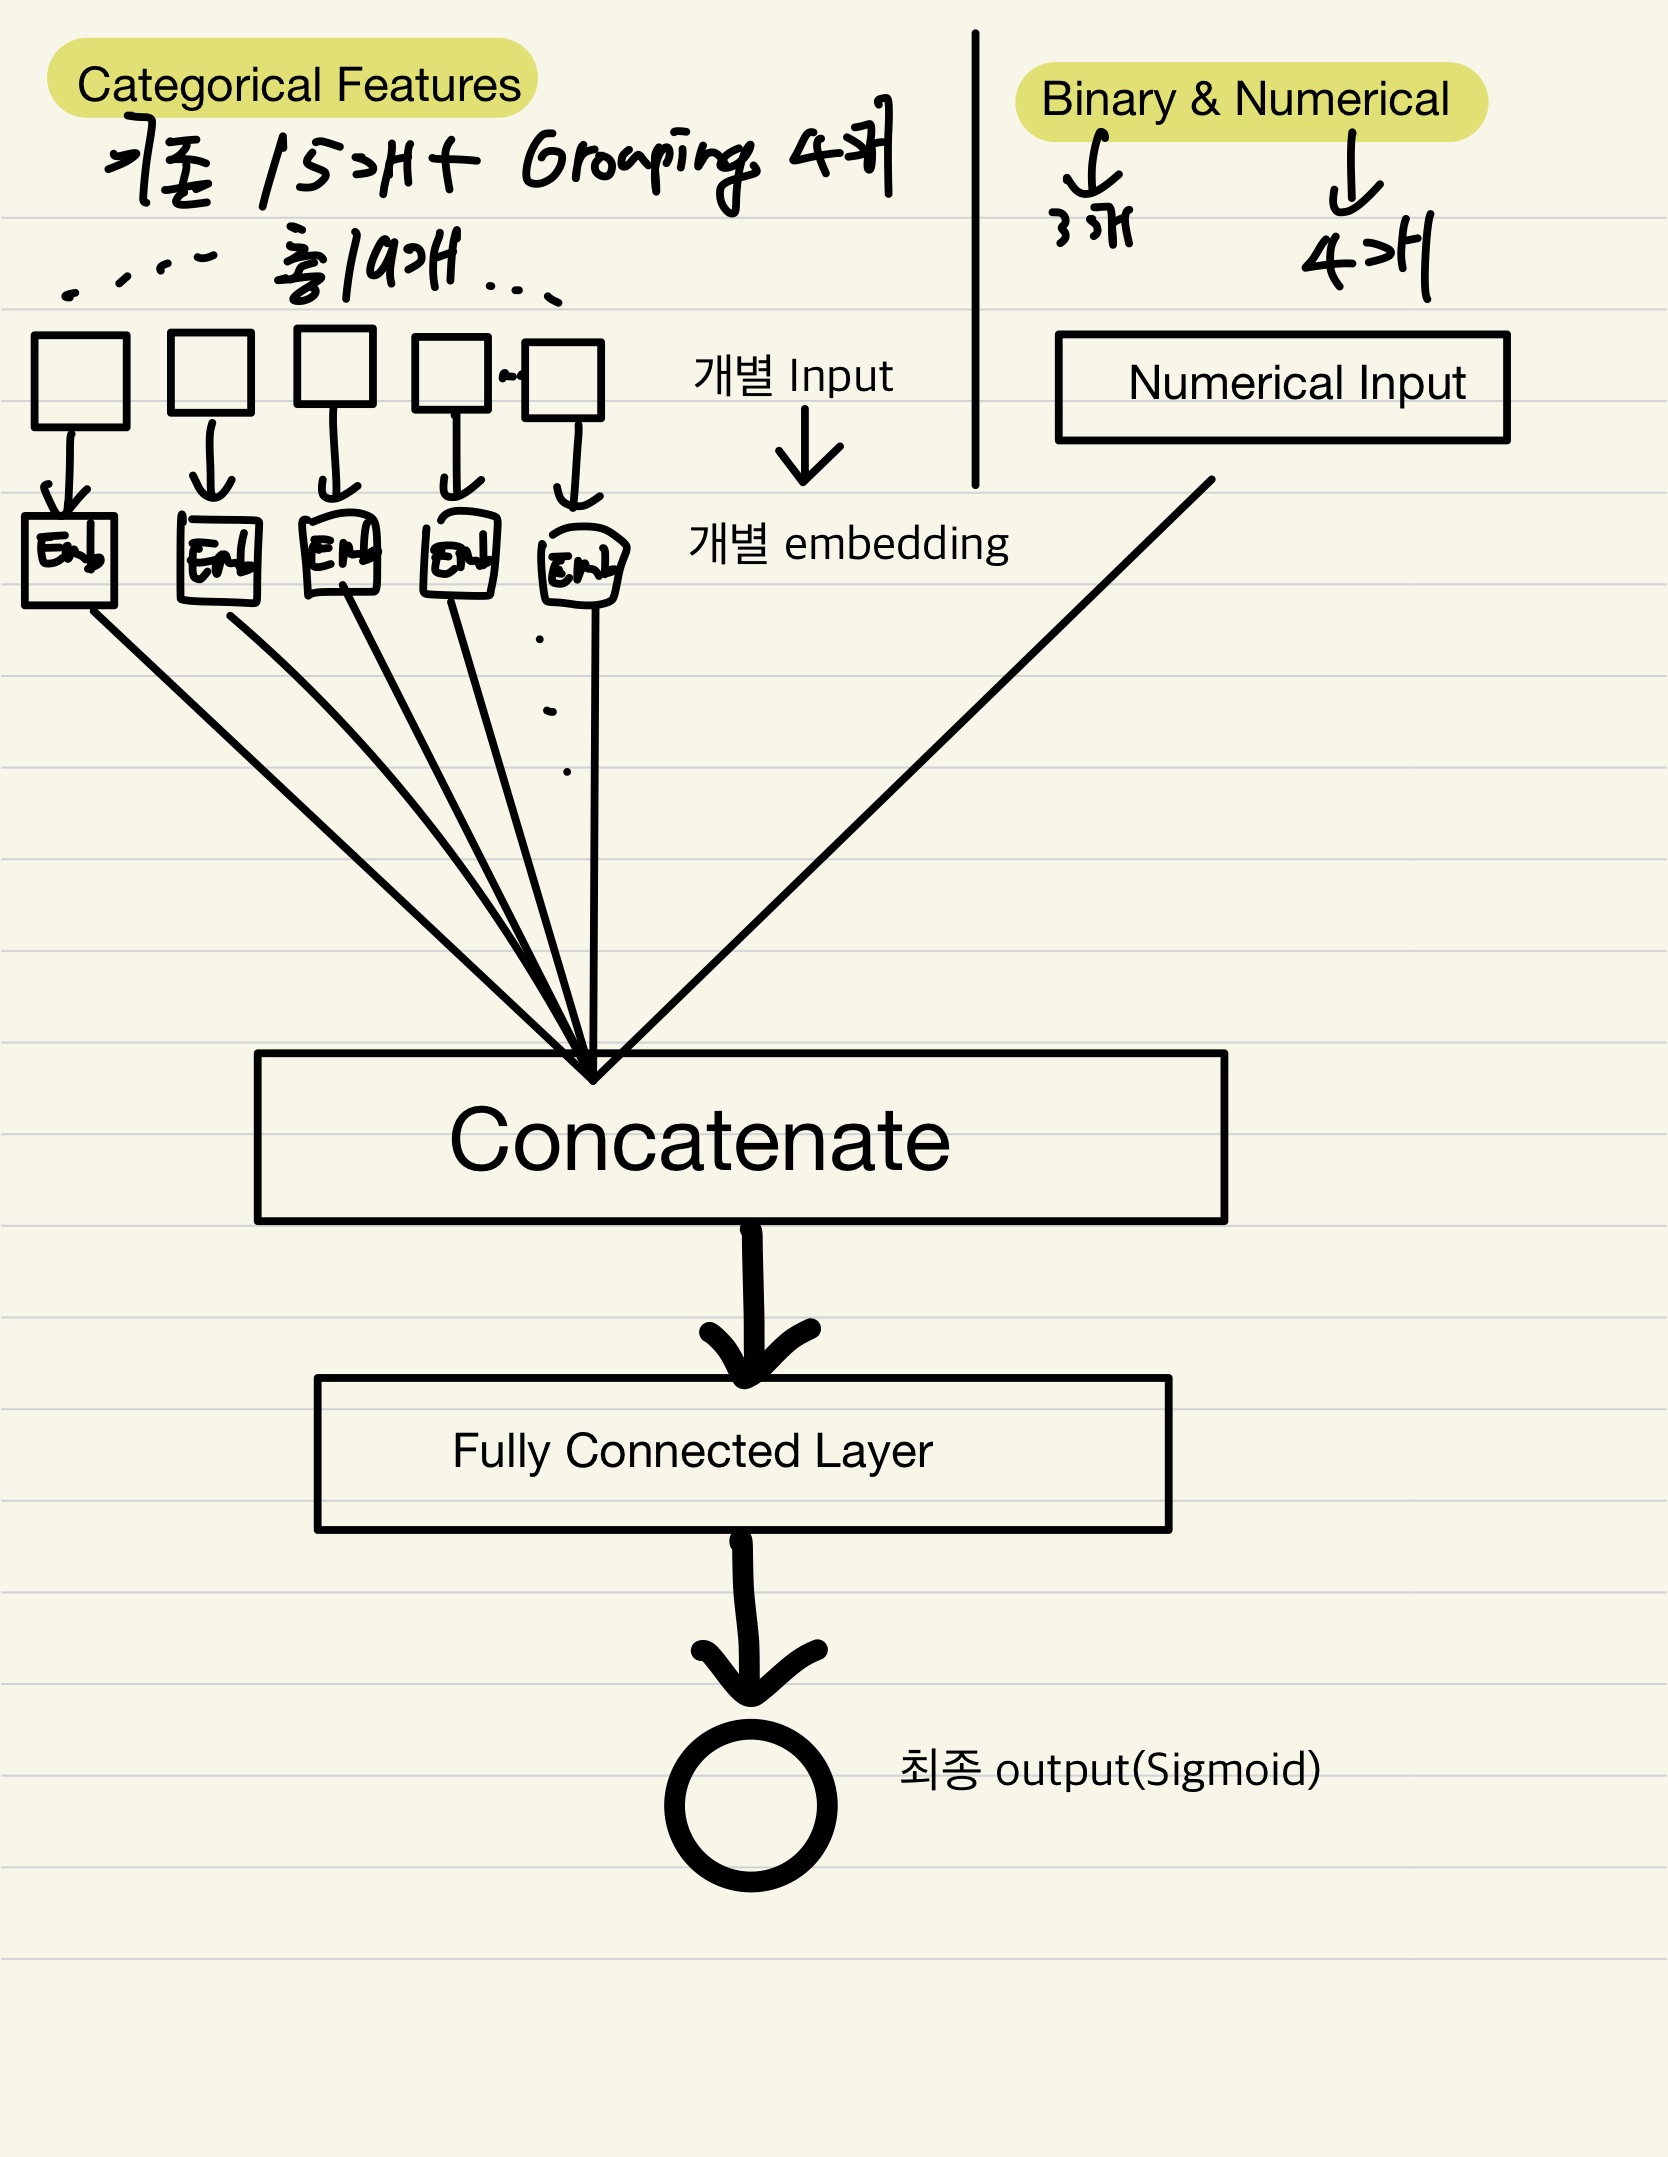 Categorical Features
기존 15개 + Grouping 4개
총 19개
Binary & Numerical
3개
4개
개별 Input
Numerical Input
개별 embedding
Emb
Emb
Emb
Emb
Emb
Concatenate
Fully Connected Layer
최종 output(Sigmoid)